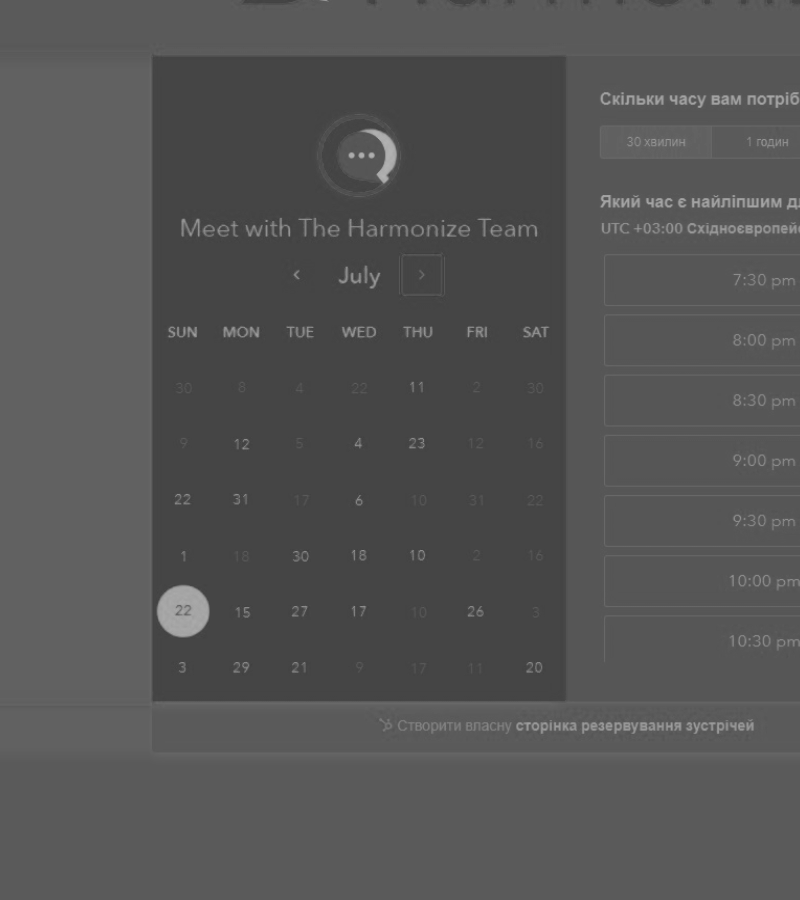 Meet with The Harmonize Team
July
SUN MON TUE WED THU FRI SAT
30 8 4 22 11 2 30
9 12 5 4 23 12 16
22 31 17 6 10 31 22
1 18 30 18 10 2 16
22 15 27 17 10 26 3
3 29 21 9 17 11 20
Скільки часу вам потріб
30 хвилин 1 годин
Який час є найліпшим д
UTC +03:00 Східноєвропей
7:30 pm
8:00 pm
8:30 pm
9:00 pm
9:30 pm
10:00 pm
10:30 pm
Створити власну сторінка резервування зустрічей